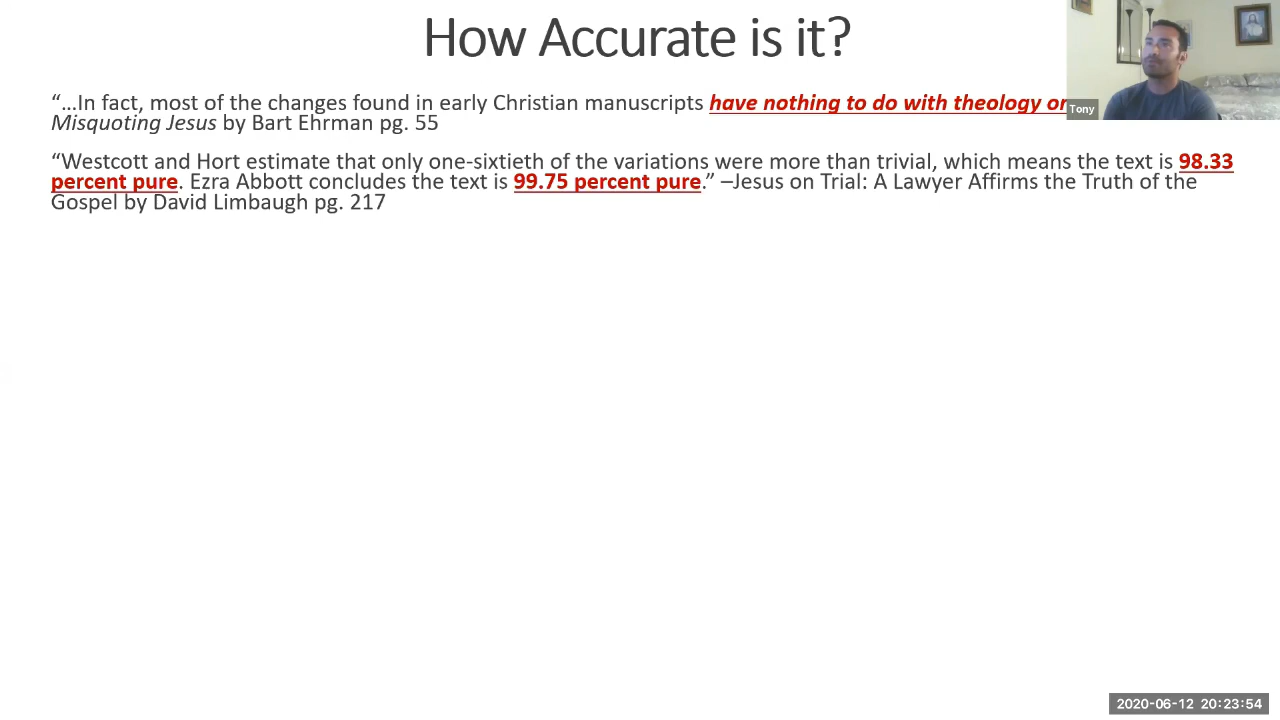 How Accurate is it?
“…In fact, most of the changes found in early Christian manuscripts have nothing to do with theology or
Misquoting Jesus by Bart Ehrman pg. 55
“Westcott and Hort estimate that only one-sixtieth of the variations were more than trivial, which means the text is 98.33
percent pure. Ezra Abbott concludes the text is 99.75 percent pure.” –Jesus on Trial: A Lawyer Affirms the Truth of the
Gospel by David Limbaugh pg. 217
Tony
2020-06-12 20:23:54